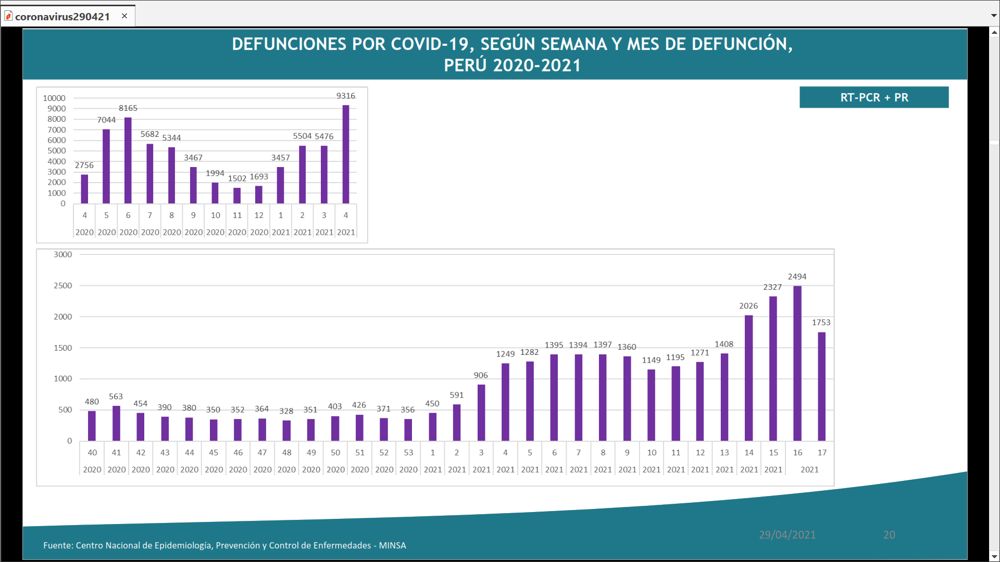 coronavirus290421
DEFUNCIONES POR COVID-19, SEGÚN SEMANA Y MES DE DEFUNCIÓN,
PERÚ 2020-2021
RT-PCR + PR
10000
9000
8000
7000
6000
5000
4000
3000
2000
1000
0
2756 7044 8165 5682 5344 3467 1994 1502 1693 3457 5504 5476 9316
4 5 6 7 8 9 10 11 12 1 2 3 4
2020 2020 2020 2020 2020 2020 2020 2020 2020 2021 2021 2021 2021
3000
2500
2000
1500
1000
500
0
480 563 454 390 380 350 352 364 328 351 403 426 371 356 450 591 906 1249 1282 1395 1394 1397 1360 1149 1195 1271 1408 2026 2327 2494 1753
40 41 42 43 44 45 46 47 48 49 50 51 52 53 1 2 3 4 5 6 7 8 9 10 11 12 13 14 15 16 17
2020 2020 2020 2020 2020 2020 2020 2020 2020 2020 2020 2020 2020 2020 2021 2021 2021 2021 2021 2021 2021 2021 2021 2021 2021 2021 2021 2021 2021 2021
29/04/2021 20
Fuente: Centro Nacional de Epidemiología, Prevención y Control de Enfermedades - MINSA